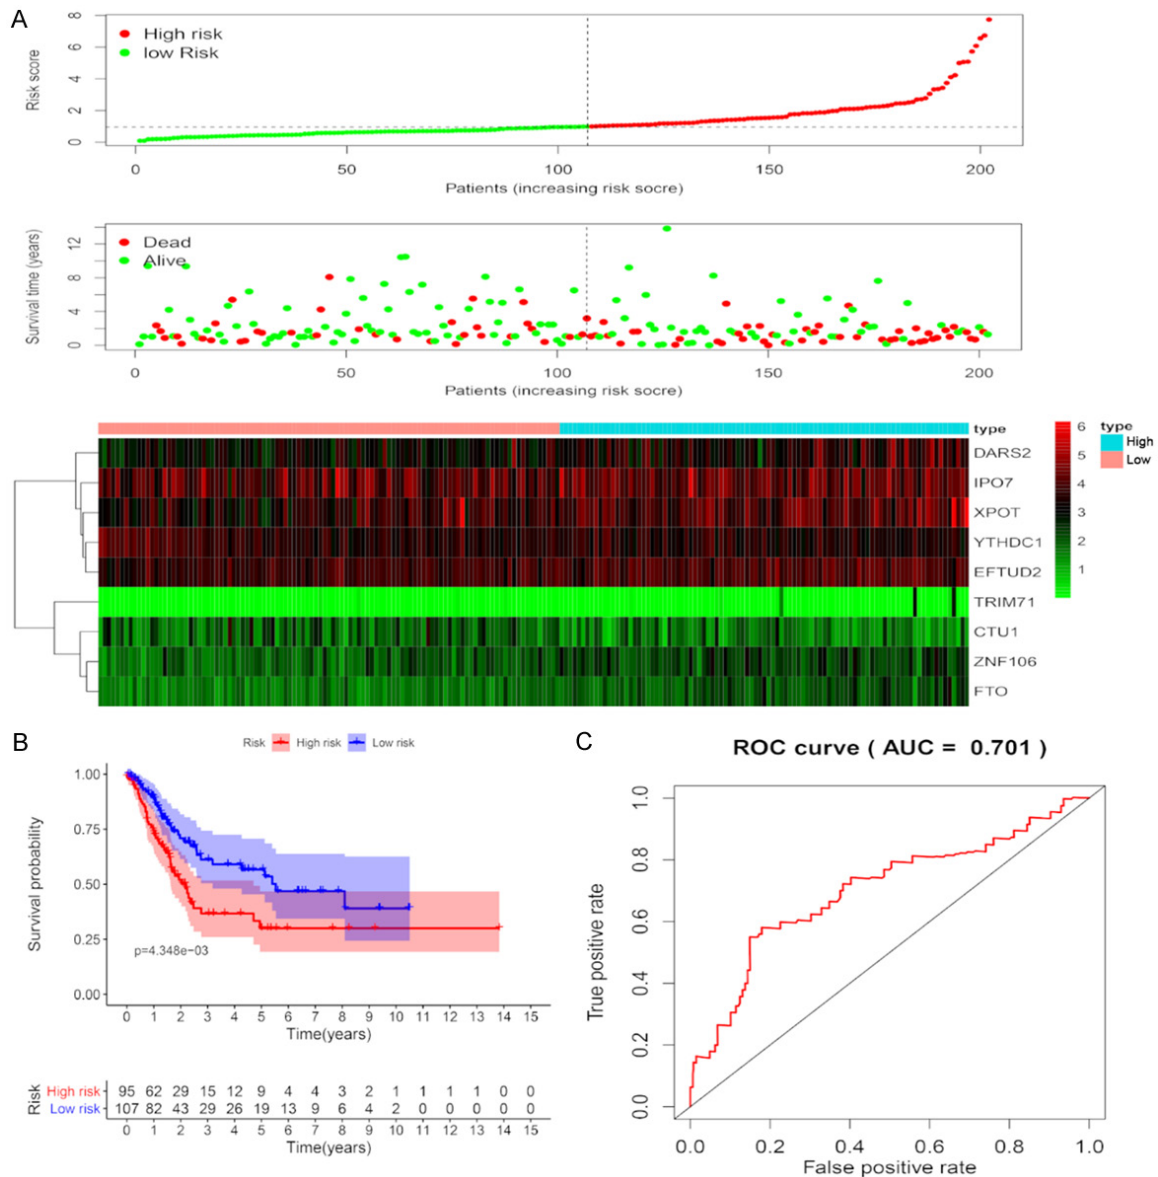 A
High risk
low Risk
Risk score
0 2 4 6 8
0 50 100 150 200
Patients (increasing risk socre)
Dead
Alive
Survival time (years)
0 4 8 12
0 50 100 150 200
Patients (increasing risk socre)
type
DARS2
IPO7
XPOT
YTHDC1
EFTUD2
TRIM71
CTU1
ZNF106
FTO
6
5
4
3
2
1
type
High
Low
B
Risk High risk Low risk
Survival probability
1.00
0.75
0.50
0.25
0.00
p=4.348e−03
0 1 2 3 4 5 6 7 8 9 10 11 12 13 14 15
Time(years)
Risk
High risk 95 62 29 15 12 9 4 4 3 2 1 1 1 1 0 0
Low risk 107 82 43 29 26 19 13 9 6 4 2 0 0 0 0 0
0 1 2 3 4 5 6 7 8 9 10 11 12 13 14 15
Time(years)
C
ROC curve ( AUC = 0.701 )
True positive rate
0.0 0.2 0.4 0.6 0.8 1.0
0.0 0.2 0.4 0.6 0.8 1.0
False positive rate